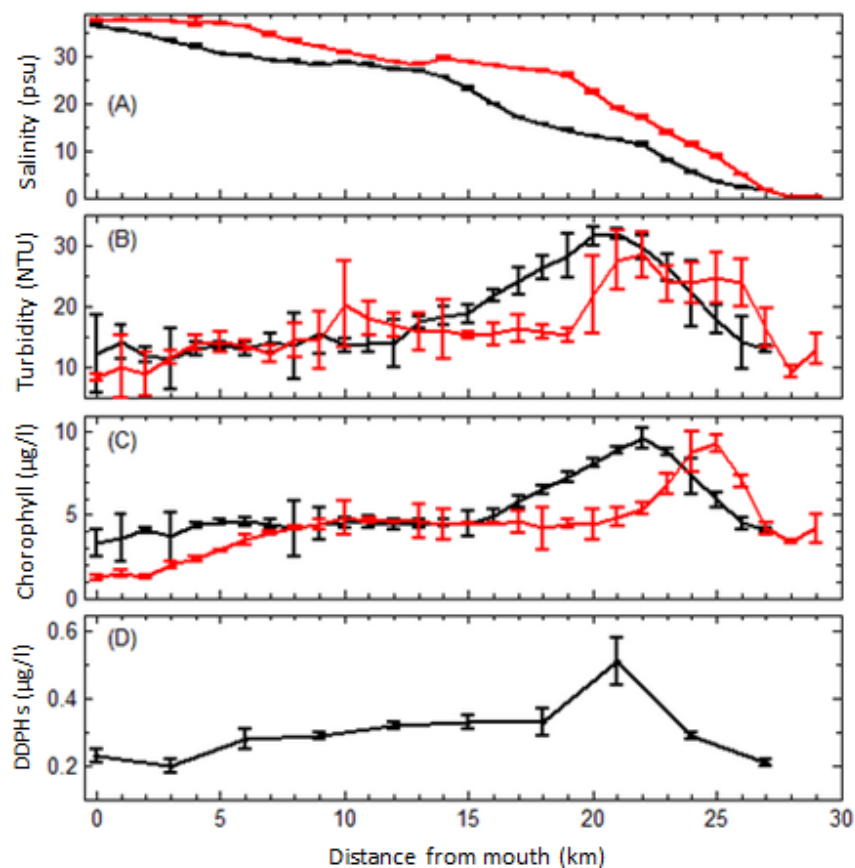 Salinity (psu)
30
20
10
0
(A)
Turbidity (NTU)
30
20
10
(B)
Chorophyll (µg/l)
10
5
0
(C)
DDPHs (µg/l)
0.6
0.4
0.2
(D)
0 5 10 15 20 25 30
Distance from mouth (km)